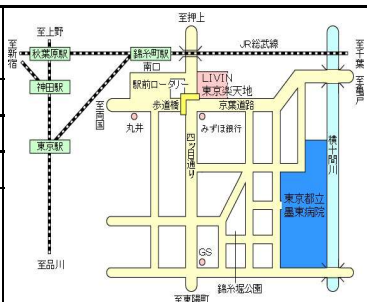 至押上
至上野
至新宿
秋葉原駅
錦糸町駅
JR総武線
至千葉
至亀戸
神田駅
南口
駅前ロータリー
LIVIN
東京楽天地
歩道橋
京葉道路
至両国
丸井
みずほ銀行
四ツ目通り
横十間川
東京駅
東京都立
墨東病院
GS
至品川
錦糸堀公園
至東陽町